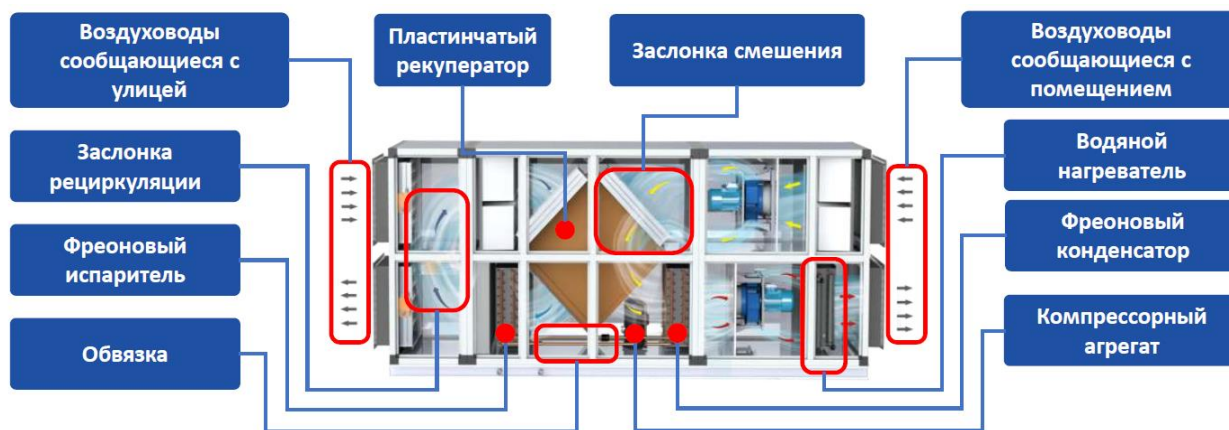 Воздуховоды
сообщающиеся с
улицей
Пластинчатый
рекуператор
Заслонка смешения
Воздуховоды
сообщающиеся с
помещением
Заслонка
рециркуляции
Водяной
нагреватель
Фреоновый
испаритель
Фреоновый
конденсатор
Обвязка
Компрессорный
агрегат